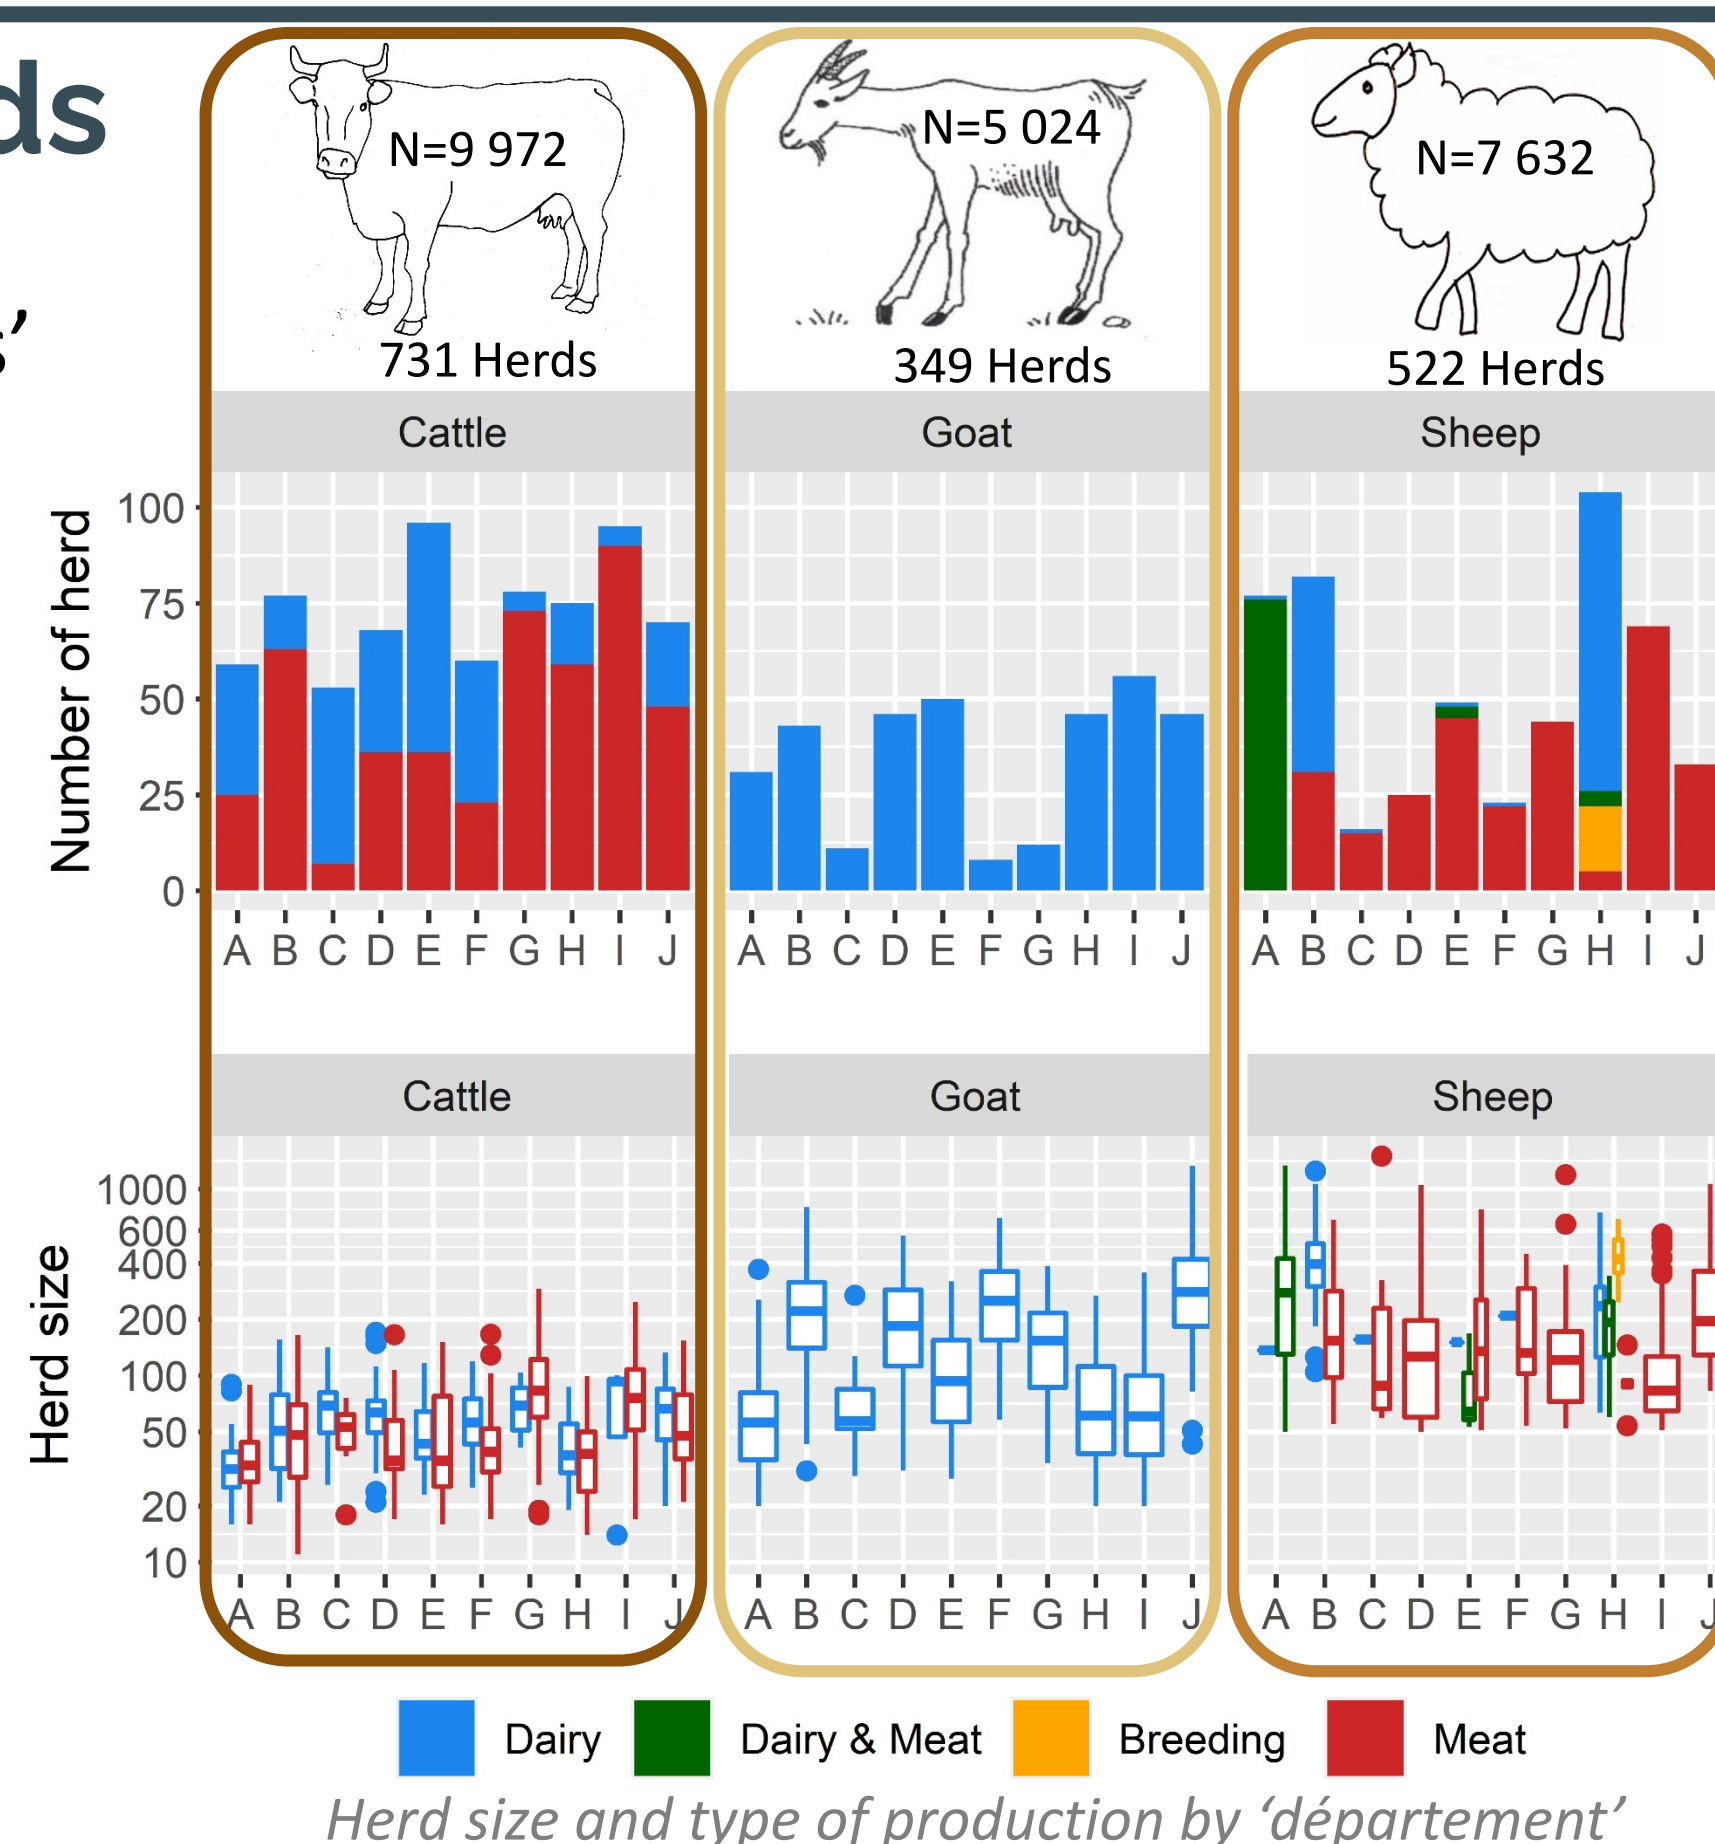 ds
s’
N=9 972
N=5 024
N=7 632
731 Herds
349 Herds
522 Herds
Cattle
Goat
Sheep
Number of herd
100
75
50
25
0
A B C D E F G H I J
A B C D E F G H I J
A B C D E F G H I J
Cattle
Goat
Sheep
Herd size
1000
600
400
200
100
50
20
10
A B C D E F G H I J
A B C D E F G H I J
A B C D E F G H I J
Dairy
Dairy & Meat
Breeding
Meat
Herd size and type of production by ‘département’